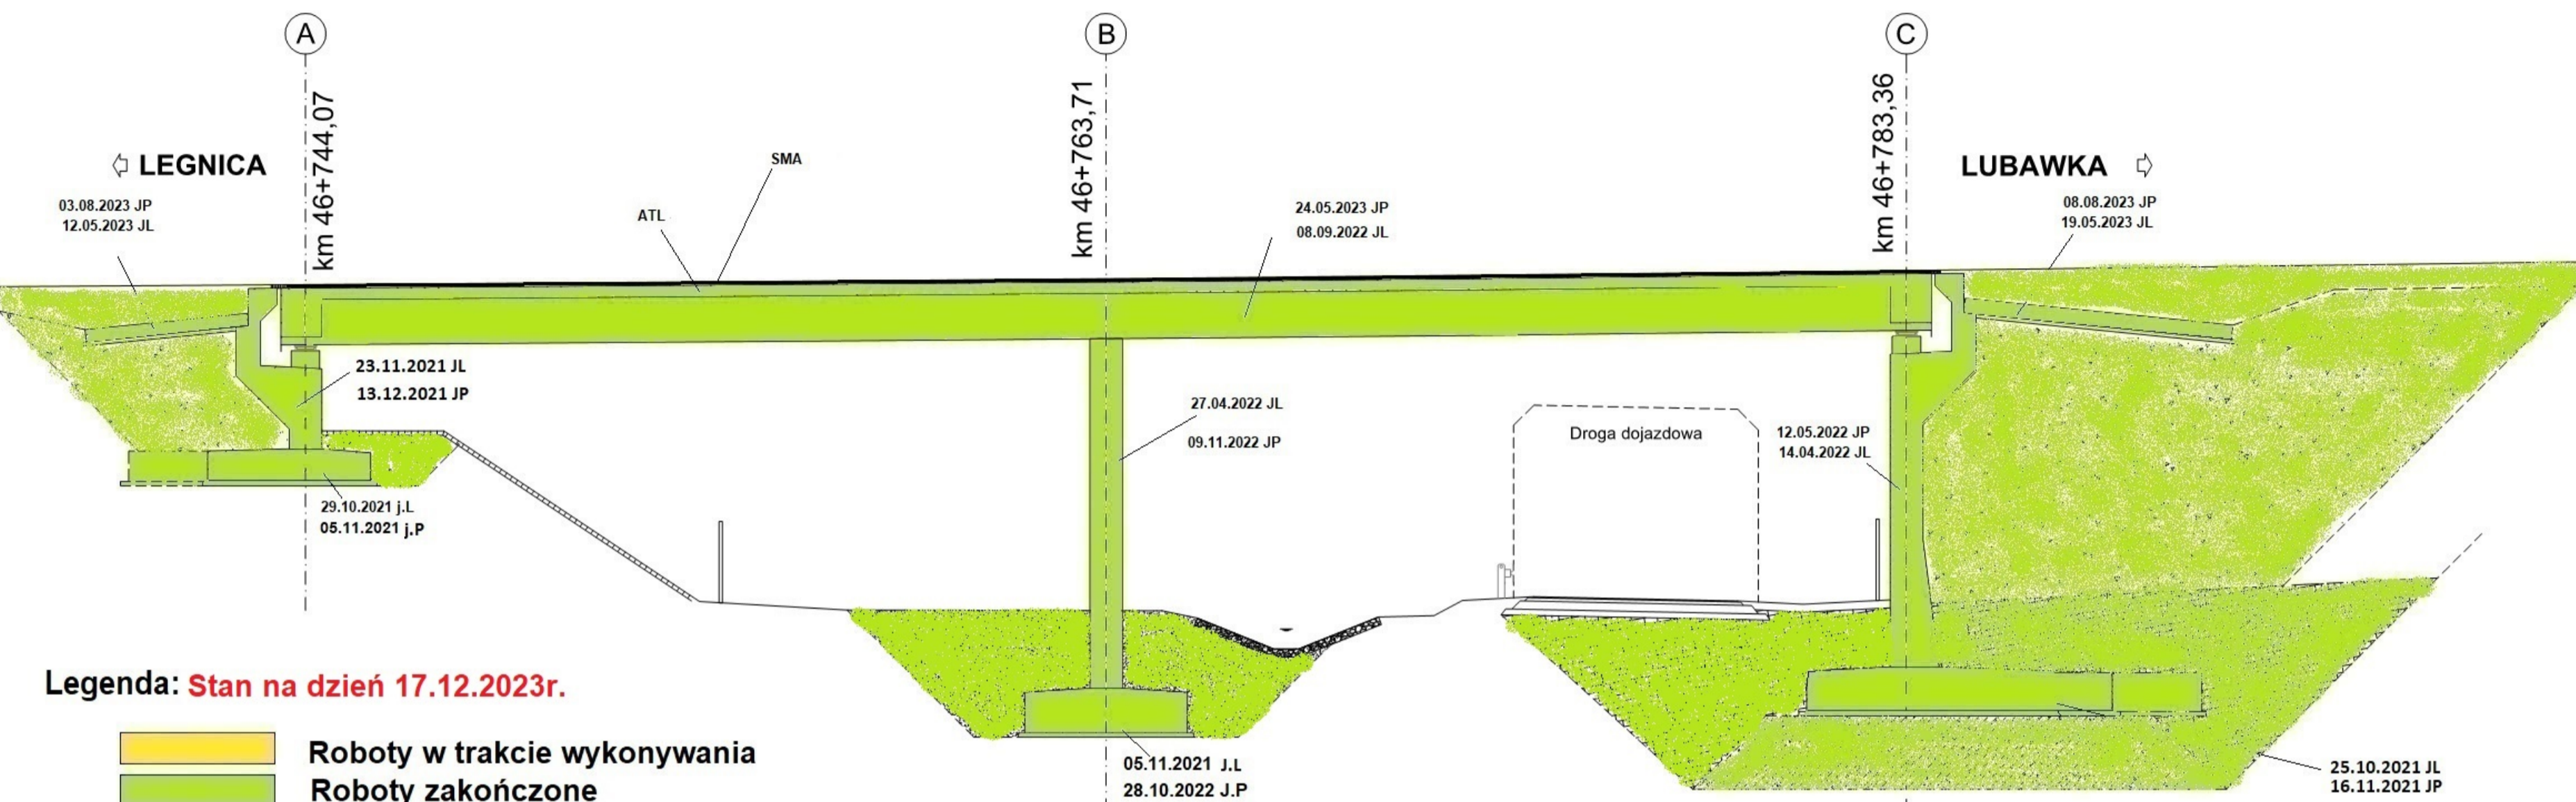 A
B
C
km 46+744,07
km 46+763,71
km 46+783,36
LEGNICA
LUBAWKA
SMA
ATL
03.08.2023 JP
12.05.2023 JL
24.05.2023 JP
08.09.2022 JL
08.08.2023 JP
19.05.2023 JL
23.11.2021 JL
13.12.2021 JP
27.04.2022 JL
09.11.2022 JP
Droga dojazdowa
12.05.2022 JP
14.04.2022 JL
29.10.2021 j.L
05.11.2021 j.P
Legenda: Stan na dzień 17.12.2023r.
Roboty w trakcie wykonywania
Roboty zakończone
05.11.2021 J.L
28.10.2022 J.P
25.10.2021 JL
16.11.2021 JP